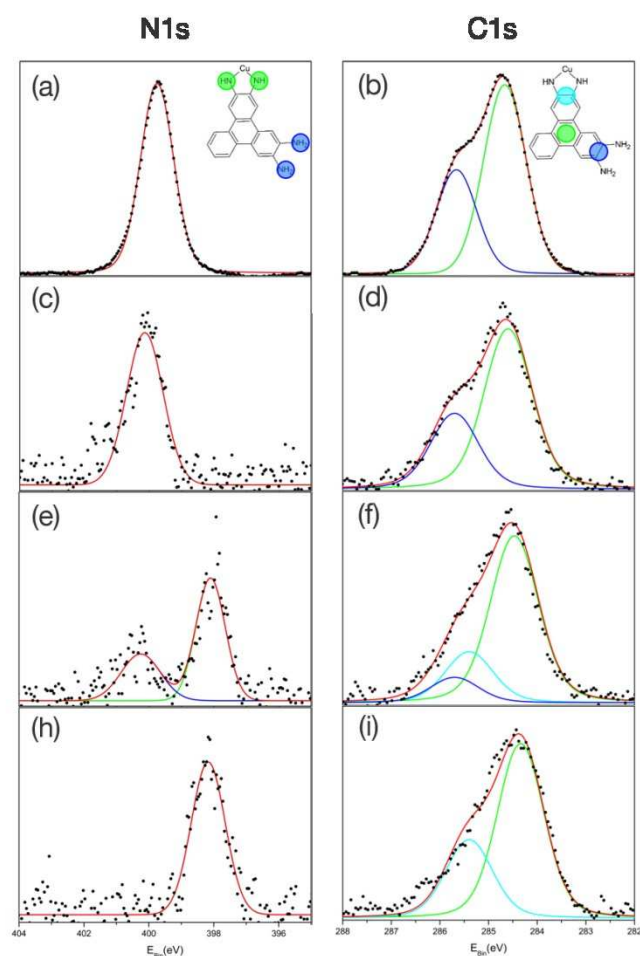 N1s
C1s
(a)
Cu
HN
NH
NH₂
NH₂
(b)
Cu
HN
NH
NH₂
NH₂
(c)
(d)
(e)
(f)
(h)
(i)
404
402
400
398
396
288
287
286
285
284
283
282
E (eV)
E (eV)